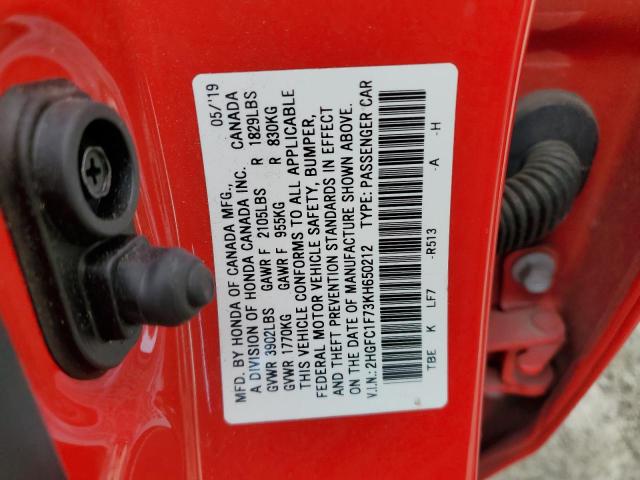 MFD. BY HONDA OF CANADA MFG., 05/'19
A DIVISION OF HONDA CANADA INC. CANADA
GVWR 3902LBS GAWR F 2105LBS R 1829LBS
GVWR 1770KG GAWR F 955KG R 830KG
THIS VEHICLE CONFORMS TO ALL APPLICABLE
FEDERAL MOTOR VEHICLE SAFETY, BUMPER,
AND THEFT PREVENTION STANDARDS IN EFFECT
ON THE DATE OF MANUFACTURE SHOWN ABOVE.
V.I.N.: 2HGFC1F73KH650212 TYPE: PASSENGER CAR
TBE K LF7 -R513 -A -H